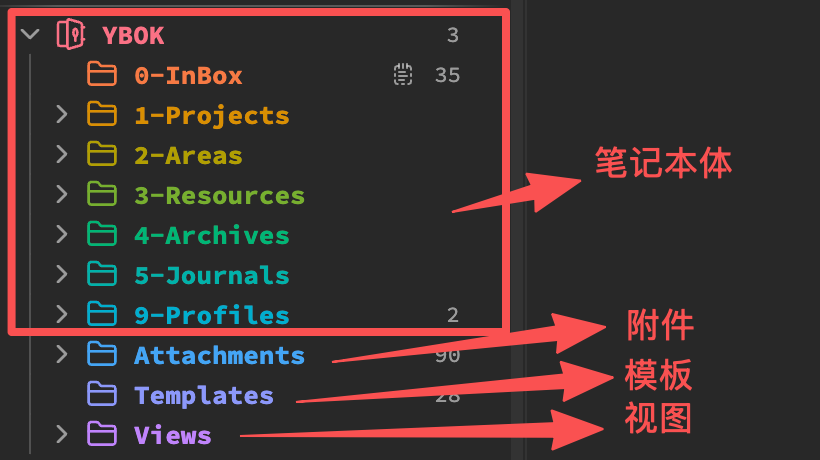 YBOK 3
0-InBox 35
1-Projects
2-Areas
笔记本体
3-Resources
4-Archives
5-Journals
9-Profiles 2
附件
Attachments 90
模板
Templates 28
视图
Views